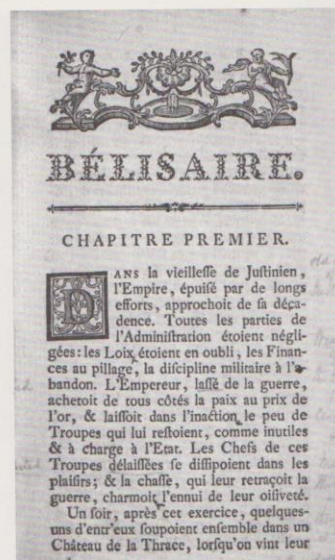 BÉLISAIRE.
CHAPITRE PREMIER.
DANS la vieilleſſe de Juſtinien,
l'Empire, épuiſé par de longs
efforts, approchoit de ſa déca-
dence. Toutes les parties de
l'Adminiſtration étoient négli-
gées: les Loix étoient en oubli, les Finan-
ces au pillage, la diſcipline militaire à l'a-
bandon. L'Empereur, laſſé de la guerre,
achetoit de tous côtés la paix au prix de
l'or, & laiſſoit dans l'inaction le peu de
Troupes qui lui reſtoient, comme inutiles
& à charge à l'Etat. Les Chefs de ces
Troupes délaiſſées ſe diſſipoient dans les
plaiſirs; & la chaſſe, qui leur retraçoit la
guerre, charmoit l'ennui de leur oiſiveté.
Un ſoir, après cet exercice, quelques-
uns d'entr'eux ſoupoient enſemble dans un
Château de la Thrace, lorſqu'on vint leur